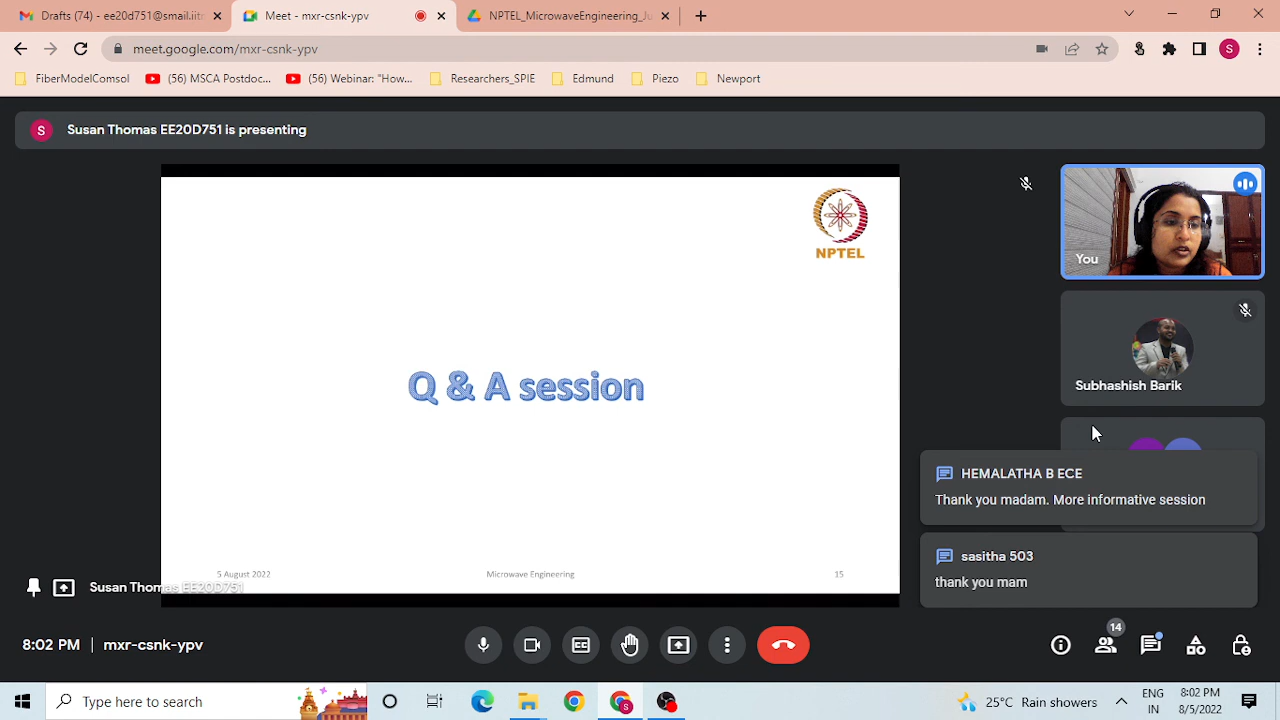 Drafts (74) - ee20d751@smail.iitr
Meet - mxr-csnk-ypv
NPTEL_MicrowaveEngineering_Ju
meet.google.com/mxr-csnk-ypv
FiberModelComsol
(56) MSCA Postdoc...
(56) Webinar: "How...
Researchers_SPIE
Edmund
Piezo
Newport
S
S Susan Thomas EE20D751 is presenting
NPTEL
Q & A session
5 August 2022
Microwave Engineering
15
You
Subhashish Barik
HEMALATHA B ECE
Thank you madam. More informative session
sasitha 503
thank you mam
Susan Thomas EE20D751
8:02 PM | mxr-csnk-ypv
14
Type here to search
S
25°C Rain showers
ENG
IN
8:02 PM
8/5/2022